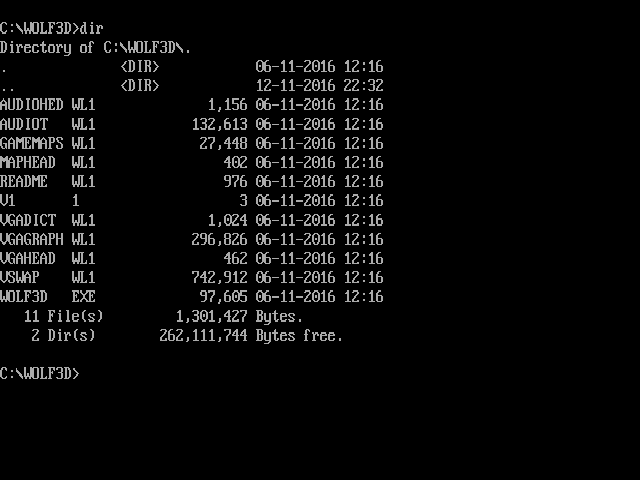 C:\WOLF3D>dir
Directory of C:\WOLF3D\.
.              <DIR>            06-11-2016 12:16
..             <DIR>            12-11-2016 22:32
AUDIOHED WL1              1,156 06-11-2016 12:16
AUDIOT   WL1            132,613 06-11-2016 12:16
GAMEMAPS WL1             27,448 06-11-2016 12:16
MAPHEAD  WL1                402 06-11-2016 12:16
README   WL1                976 06-11-2016 12:16
V1       1                    3 06-11-2016 12:16
VGADICT  WL1              1,024 06-11-2016 12:16
VGAGRAPH WL1            296,826 06-11-2016 12:16
VGAHEAD  WL1                462 06-11-2016 12:16
VSWAP    WL1            742,912 06-11-2016 12:16
WOLF3D   EXE             97,605 06-11-2016 12:16
   11 File(s)         1,301,427 Bytes.
    2 Dir(s)        262,111,744 Bytes free.
C:\WOLF3D>